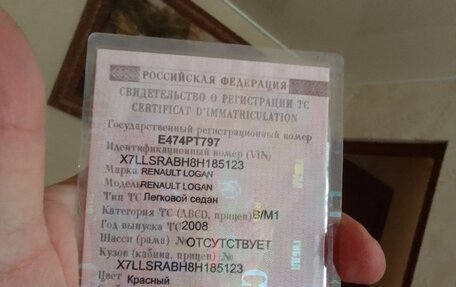 РОССИЙСКАЯ ФЕДЕРАЦИЯ
СВИДЕТЕЛЬСТВО О РЕГИСТРАЦИИ ТС
CERTIFICAT D'IMMATRICULATION
Государственный регистрационный номер
Е474РТ797
Идентификационный номер (VIN)
X7LLSRABH8H185123
Марка RENAULT LOGAN
Модель RENAULT LOGAN
Тип ТС Легковой седан
Категория ТС (ABCD, прицеп) B/M1
Год выпуска ТС 2008
Шасси (рама) № ОТСУТСТВУЕТ
Кузов (кабина, прицеп) №
X7LLSRABH8H185123
Цвет Красный